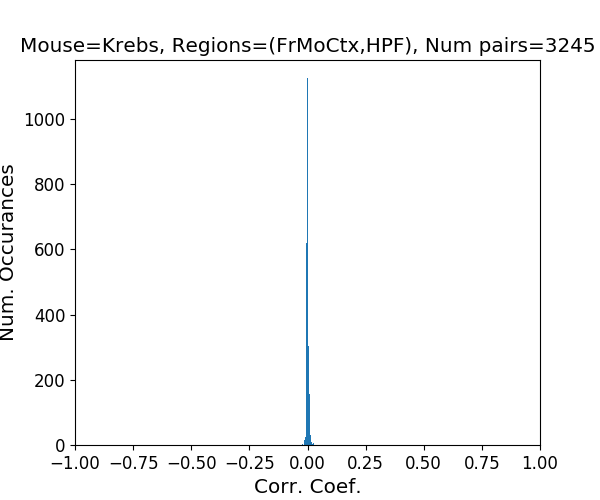 Mouse=Krebs, Regions=(FrMoCtx,HPF), Num pairs=3245
Num. Occurances
1000
800
600
400
200
0
−1.00 −0.75 −0.50 −0.25 0.00 0.25 0.50 0.75 1.00
Corr. Coef.